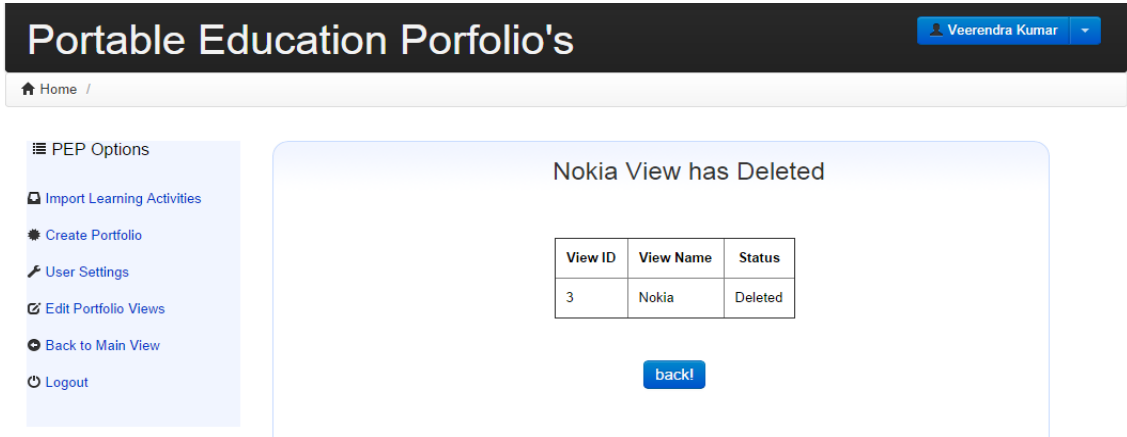 Portable Education Porfolio's
Veerendra Kumar
Home /
PEP Options
Import Learning Activities
Create Portfolio
User Settings
Edit Portfolio Views
Back to Main View
Logout
Nokia View has Deleted
View ID View Name Status
3 Nokia Deleted
back!